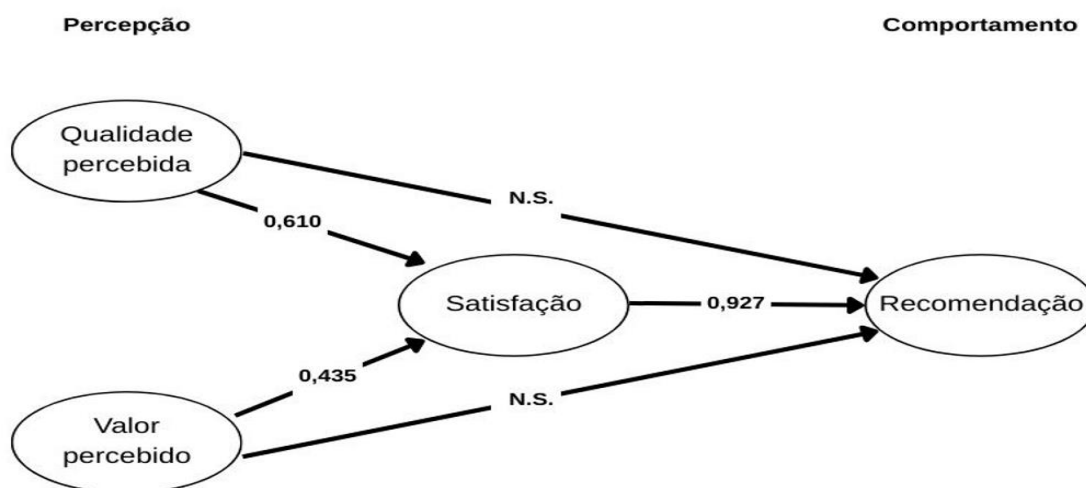 Percepção
Comportamento
Qualidade
percebida
N.S.
0,610
Satisfação
0,927
Recomendação
0,435
N.S.
Valor
percebido